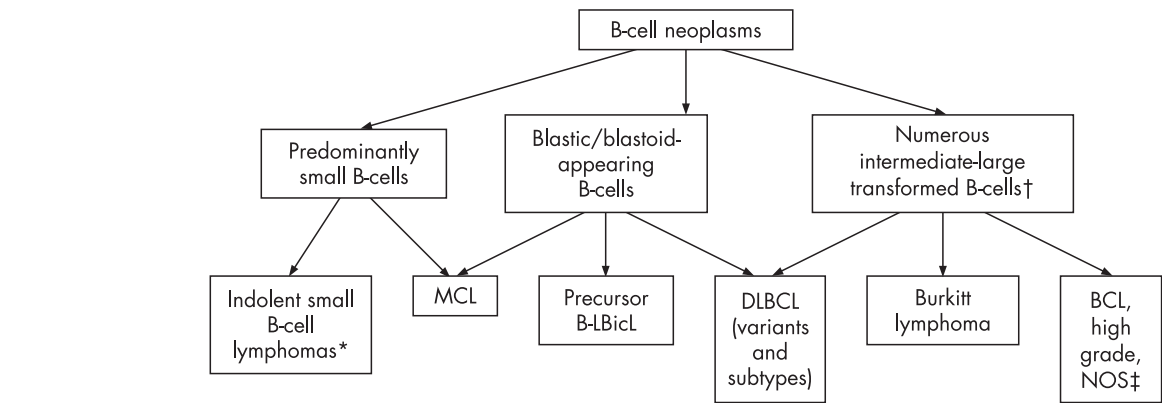 B-cell neoplasms
Predominantly
small B-cells
Blastic/blastoid-
appearing
B-cells
Numerous
intermediate-large
transformed B-cells†
Indolent small
B-cell
lymphomas*
MCL
Precursor
B-LBicL
DLBCL
(variants
and
subtypes)
Burkitt
lymphoma
BCL,
high
grade,
NOS‡